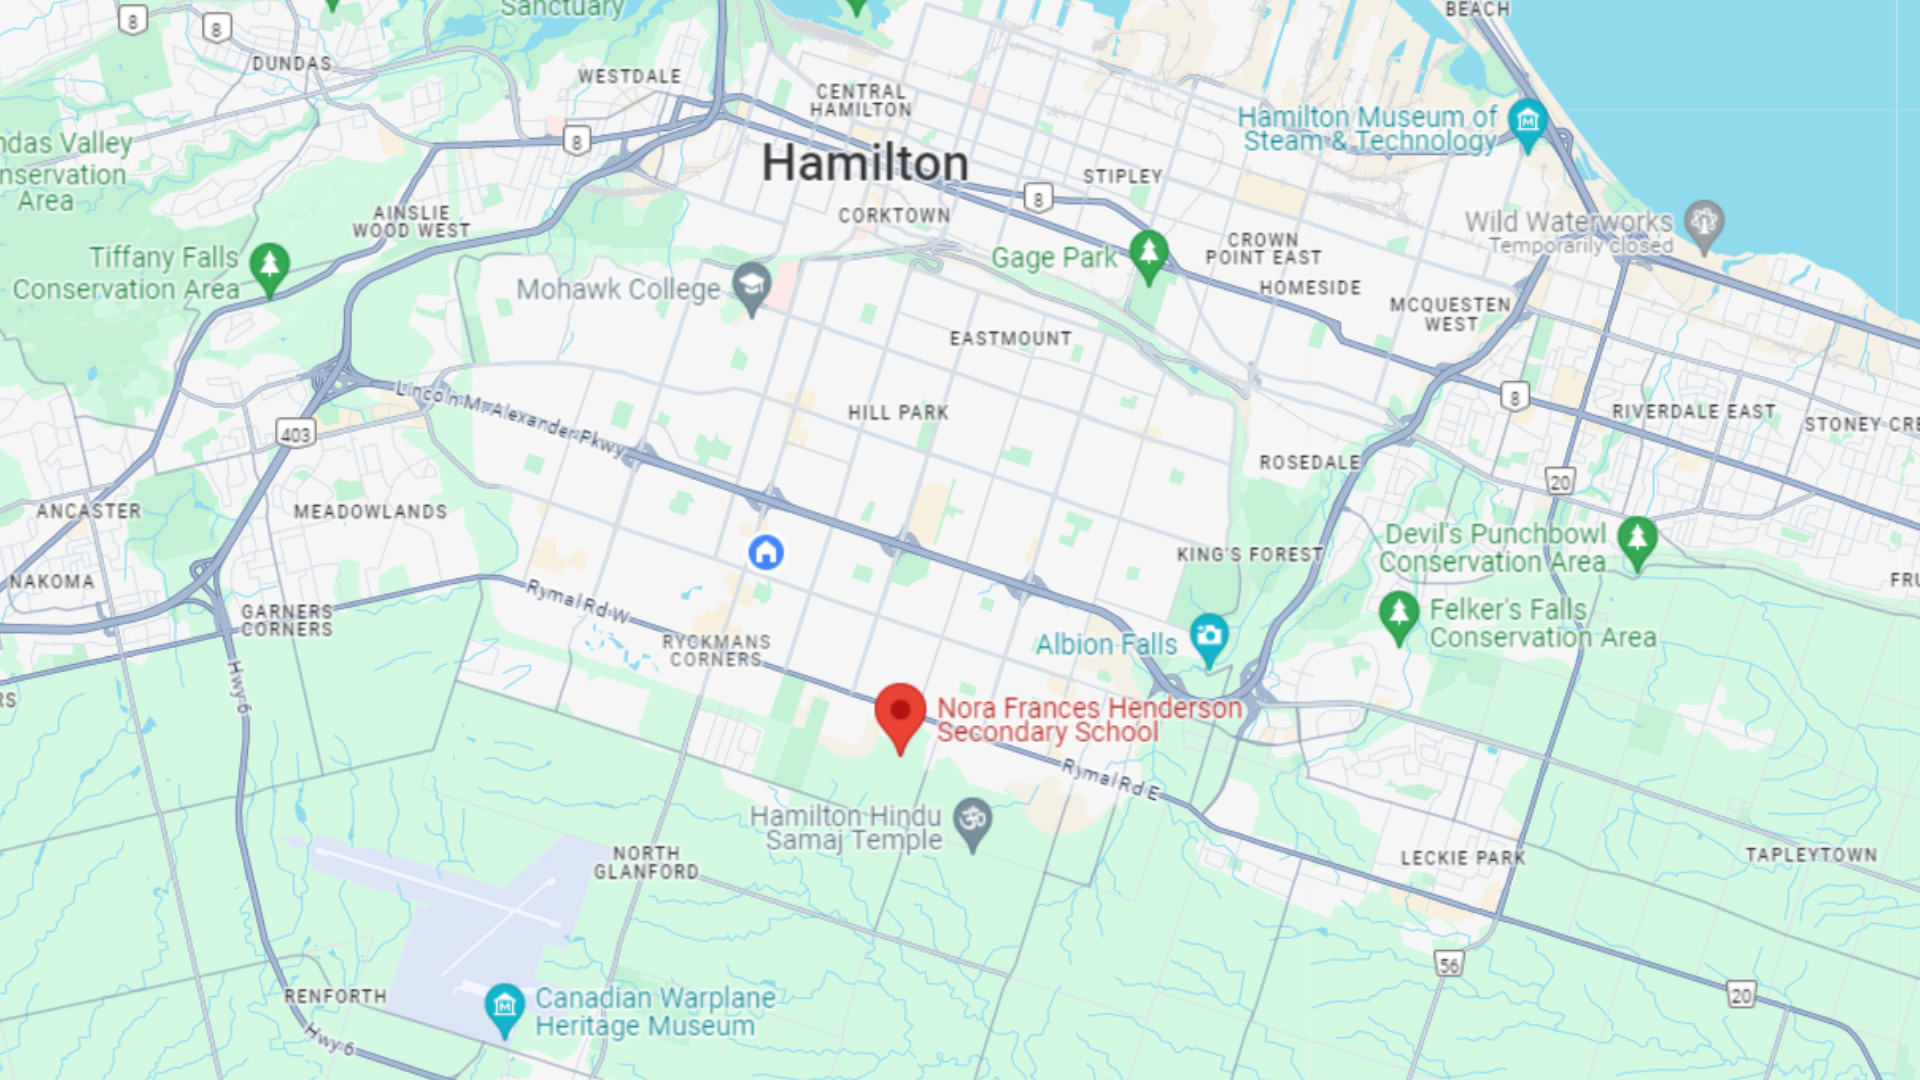 Sanctuary
BEACH
8
8
DUNDAS
WESTDALE
CENTRAL
HAMILTON
Hamilton Museum of
Steam & Technology
8
ndas Valley
nservation
Area
Hamilton
STIPLEY
8
AINSLIE
WOOD WEST
CORKTOWN
Wild Waterworks
Temporarily closed
CROWN
POINT EAST
Tiffany Falls
Conservation Area
Gage Park
Mohawk College
HOMESIDE
MCQUESTEN
WEST
EASTMOUNT
Lincoln M. Alexander Pkwy
8
HILL PARK
RIVERDALE EAST
STONEY CRE
403
ROSEDALE
20
ANCASTER
MEADOWLANDS
Devil's Punchbowl
Conservation Area
KING'S FOREST
NAKOMA
FRU
Rymal Rd W
GARNERS
CORNERS
Felker's Falls
Conservation Area
RYCKMANS
CORNERS
Albion Falls
Hwy 6
RS
Nora Frances Henderson
Secondary School
Rymal Rd E
Hamilton Hindu
Samaj Temple
NORTH
GLANFORD
LECKIE PARK
TAPLEYTOWN
56
20
RENFORTH
Canadian Warplane
Heritage Museum
Hwy 6